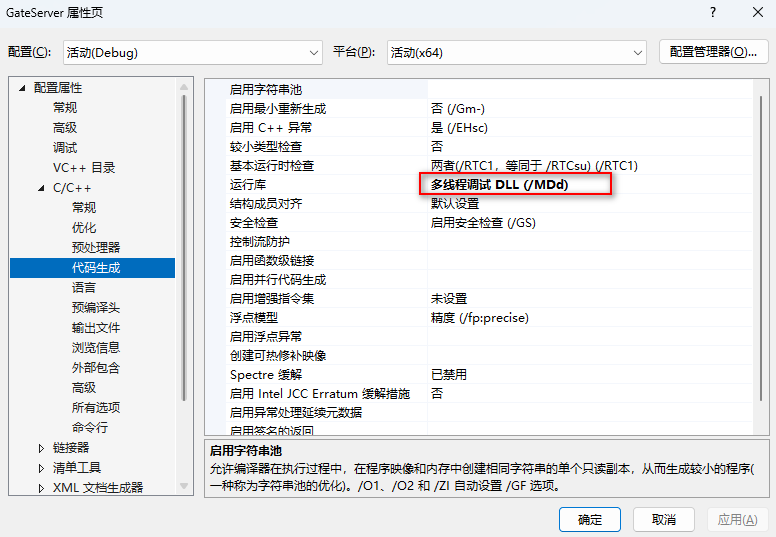 GateServer 属性页
配置(C): 活动(Debug) 平台(P): 活动(x64) 配置管理器(O)...
配置属性
常规
高级
调试
VC++ 目录
C/C++
常规
优化
预处理器
代码生成
语言
预编译头
输出文件
浏览信息
外部包含
高级
所有选项
命令行
链接器
清单工具
XML 文档生成器
启用字符串池
启用最小重新生成 否 (/Gm-)
启用 C++ 异常 是 (/EHsc)
较小类型检查 否
基本运行时检查 两者(/RTC1，等同于 /RTCsu) (/RTC1)
运行库 多线程调试 DLL (/MDd)
结构成员对齐 默认设置
安全检查 启用安全检查 (/GS)
控制流防护
启用函数级链接
启用并行代码生成
启用增强指令集 未设置
浮点模型 精度 (/fp:precise)
启用浮点异常
创建可热修补映像
Spectre 缓解 已禁用
启用 Intel JCC Erratum 缓解措施 否
启用异常处理延续元数据
启用签名的返回
启用字符串池
允许编译器在执行过程中，在程序映像和内存中创建相同字符串的单个只读副本，从而生成较小的程序(
一种称为字符串池的优化)。/O1、/O2 和 /ZI 自动设置 /GF 选项。
确定 取消 应用(A)